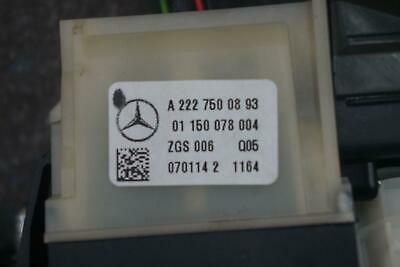 A 222 750 08 93
01 150 078 004
ZGS 006 Q05
070114 2 1164